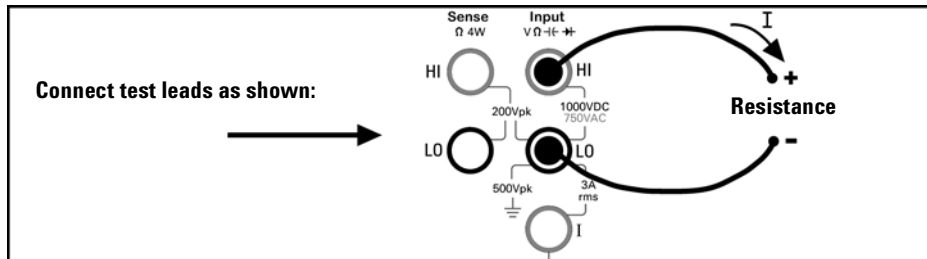 Sense Input
Ω 4W V Ω ⊣(⊢ ➔|
I
HI HI
+
Connect test leads as shown:
200Vpk 1000VDC
750VAC
Resistance
LO LO
-
500Vpk 3A
rms
I